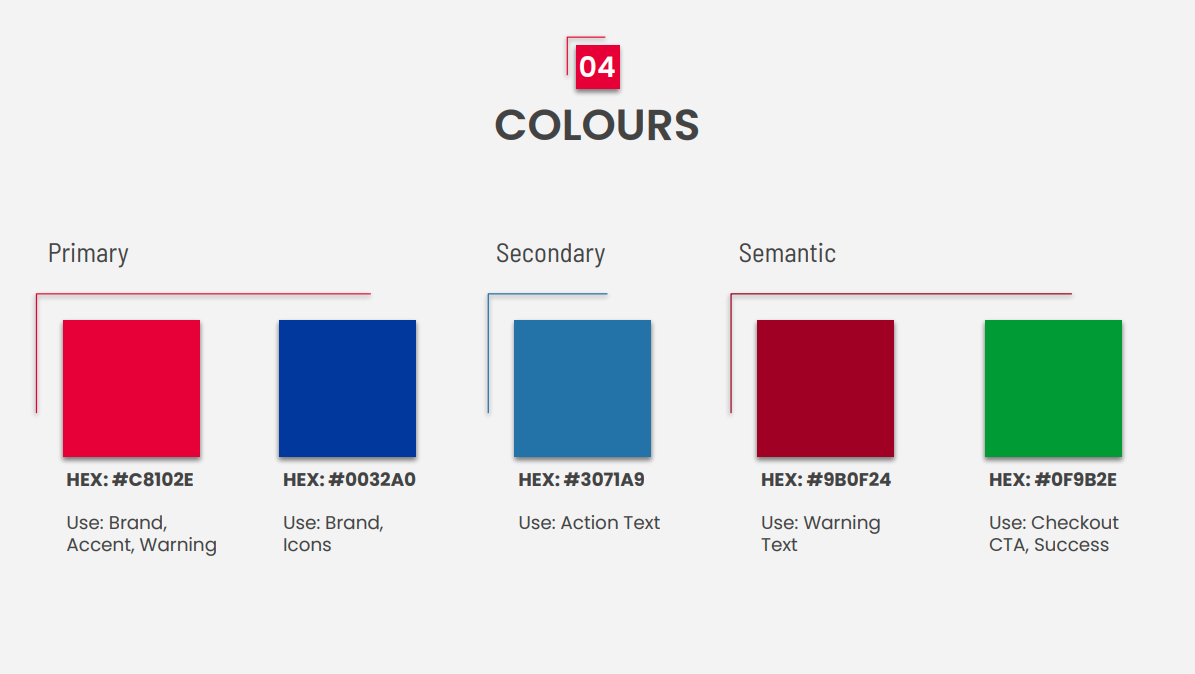 04
COLOURS
Primary
HEX: #C8102E
Use: Brand,
Accent, Warning
HEX: #0032A0
Use: Brand,
Icons
Secondary
HEX: #3071A9
Use: Action Text
Semantic
HEX: #9B0F24
Use: Warning
Text
HEX: #0F9B2E
Use: Checkout
CTA, Success